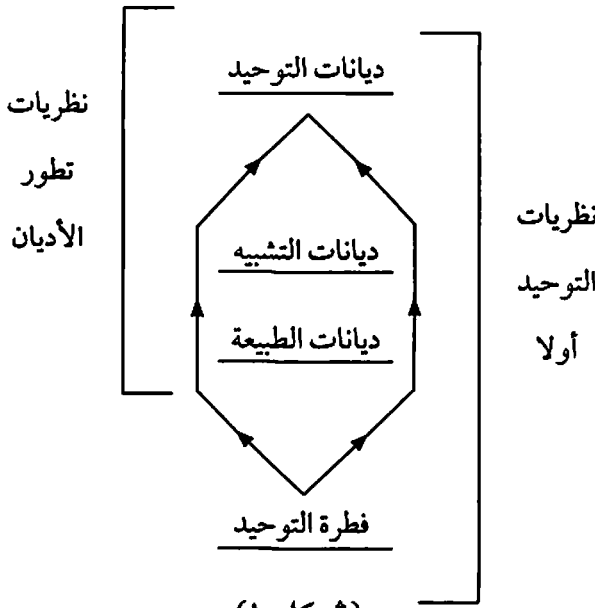 ديانات التوحيد
نظريات
التوحيد
أولا
نظريات
تطور
الأديان
ديانات التشبيه
ديانات الطبيعة
فطرة التوحيد